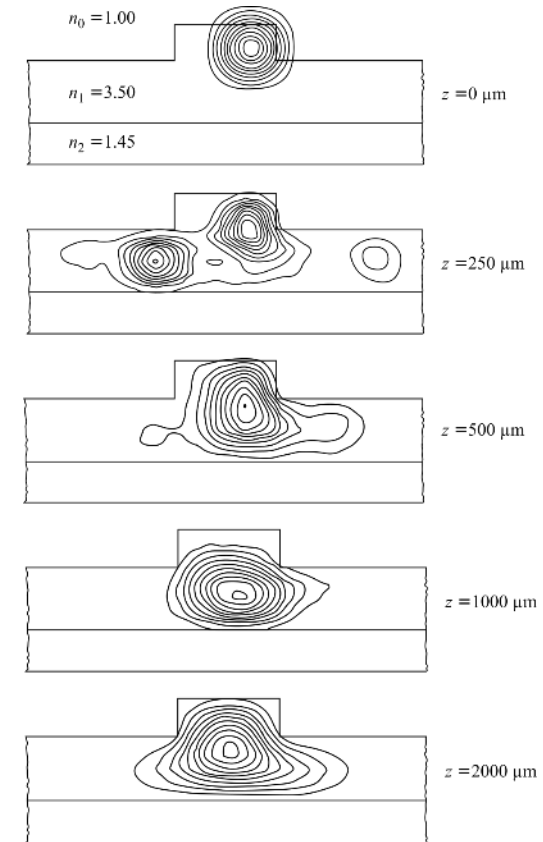 n₀ = 1.00
n₁ = 3.50
z = 0 μm
n₂ = 1.45
z = 250 μm
z = 500 μm
z = 1000 μm
z = 2000 μm